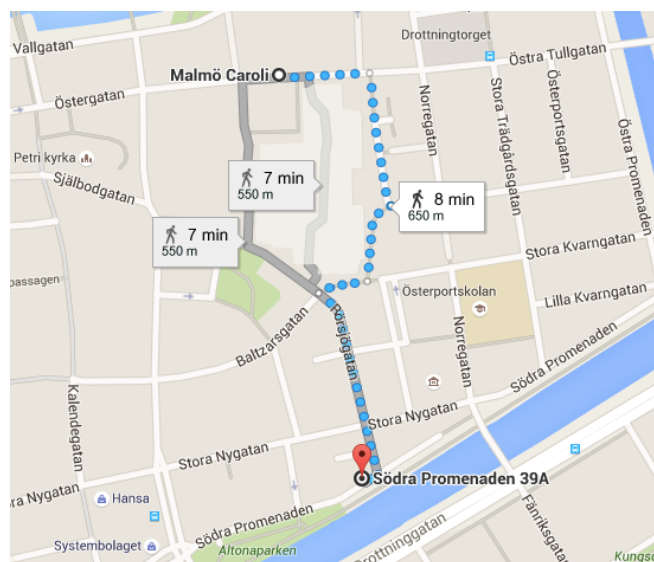 Vallgatan
Drottningtorget
Östra Tullgatan
Malmö Caroli
Östergatan
Norregatan
Stora Trädgårdsgatan
Österportsgatan
Östra Promenaden
Petri kyrka
Själbodgatan
7 min
550 m
8 min
650 m
7 min
550 m
Stora Kvarngatan
passagen
Österportskolan
Lilla Kvarngatan
Baltzarsgatan
Rörsjögatan
Norregatan
Södra Promenaden
Kalendegatan
Stora Nygatan
Stora Nygatan
Södra Promenaden 39A
ra Nygatan
Hansa
Södra Promenaden
Fänriksgatan
Systembolaget
Altonaparken
Drottninggatan
Kungsg